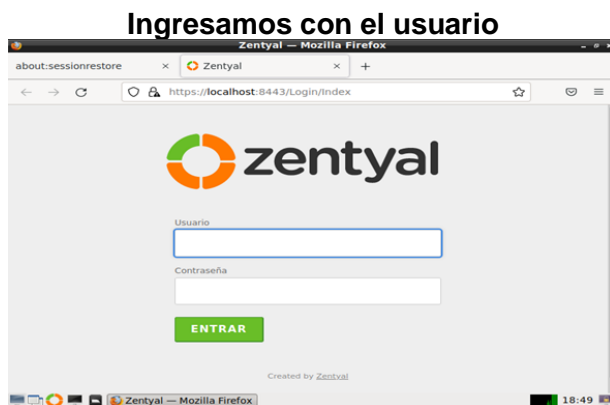 Ingresamos con el usuario
Zentyal — Mozilla Firefox
about:sessionrestore × Zentyal × +
https://localhost:8443/Login/Index
zentyal
Usuario
Contraseña
ENTRAR
Created by Zentyal
Zentyal — Mozilla Firefox 18:49